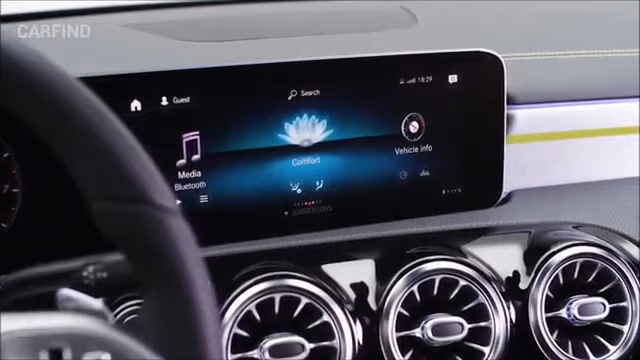 CARFIND
Guest
Search
18:29
Media
BLUETOOTH
Comfort
Vehicle info
SUGGESTIONS